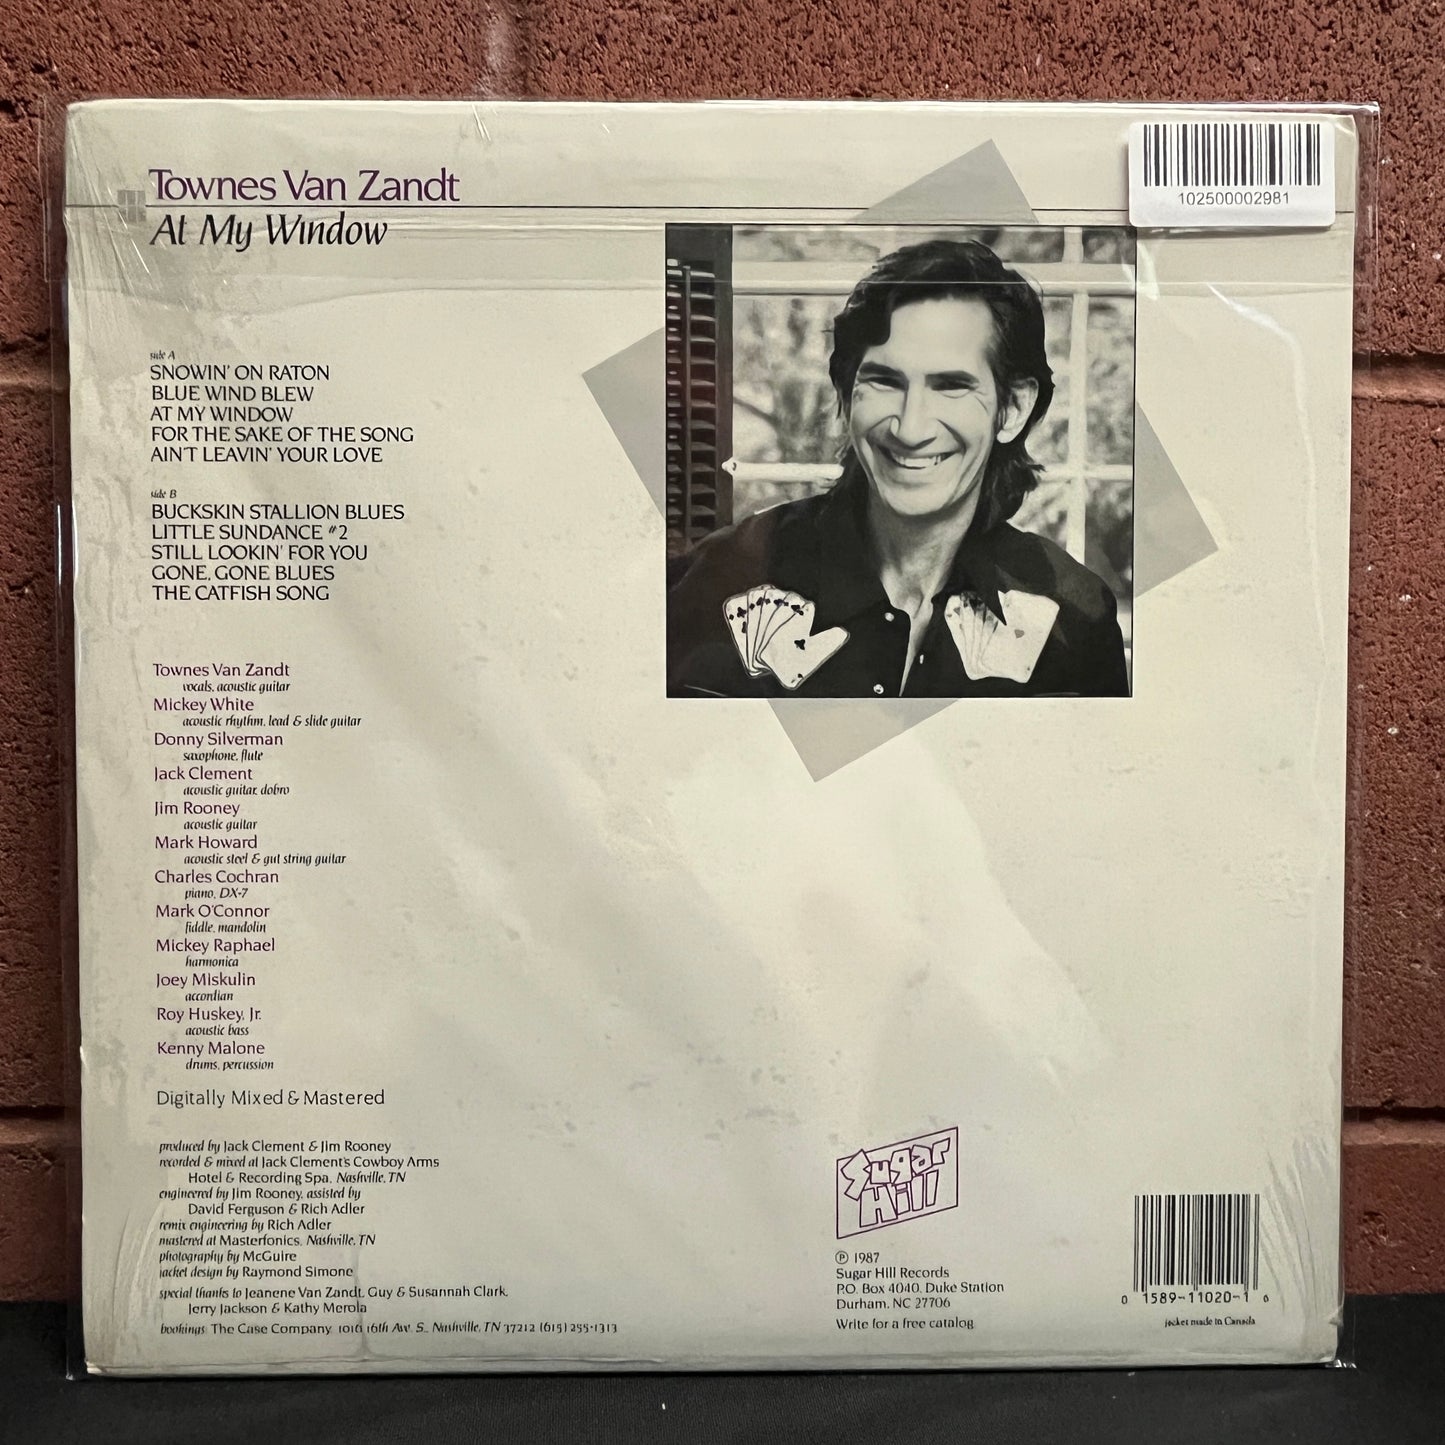 102500002981
Townes Van Zandt
At My Window
side A
SNOWIN' ON RATON
BLUE WIND BLEW
AT MY WINDOW
FOR THE SAKE OF THE SONG
AIN'T LEAVIN' YOUR LOVE
side B
BUCKSKIN STALLION BLUES
LITTLE SUNDANCE #2
STILL LOOKIN' FOR YOU
GONE, GONE BLUES
THE CATFISH SONG
Townes Van Zandt
vocals, acoustic guitar
Mickey White
acoustic rhythm, lead & slide guitar
Donny Silverman
saxophone, flute
Jack Clement
acoustic guitar, dobro
Jim Rooney
acoustic guitar
Mark Howard
acoustic steel & gut string guitar
Charles Cochran
piano, DX-7
Mark O'Connor
fiddle, mandolin
Mickey Raphael
harmonica
Joey Miskulin
accordian
Roy Huskey, Jr.
acoustic bass
Kenny Malone
drums, percussion
Digitally Mixed & Mastered
produced by Jack Clement & Jim Rooney
recorded & mixed at Jack Clement's Cowboy Arms
Hotel & Recording Spa, Nashville, TN
engineered by Jim Rooney, assisted by
David Ferguson & Rich Adler
remix engineering by Rich Adler
mastered at Masterfonics, Nashville, TN
photography by McGuire
jacket design by Raymond Simone
special thanks to Jeanene Van Zandt, Guy & Susannah Clark,
Jerry Jackson & Kathy Merola
bookings: The Case Company, 1016 16th Ave. S., Nashville, TN 37212 (615) 255-1313
Sugar
Hill
℗ 1987
Sugar Hill Records
P.O. Box 4040, Duke Station
Durham, NC 27706
Write for a free catalog
0 1589-11020-1 6
jacket made in Canada